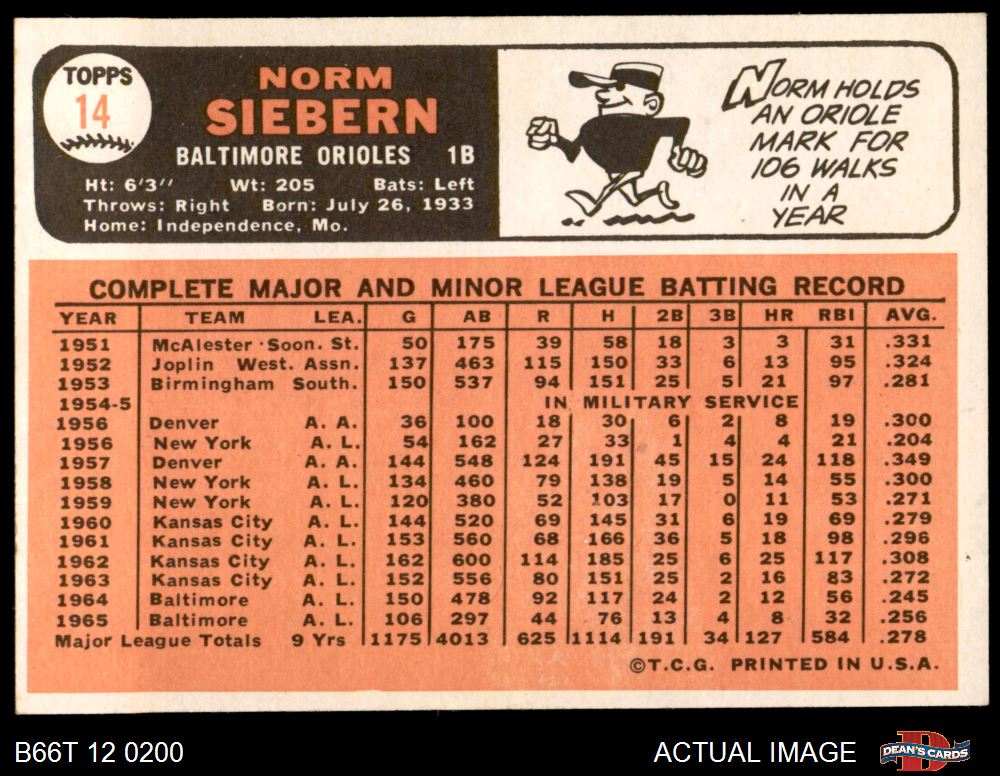 TOPPS
14
NORM
SIEBERN
BALTIMORE ORIOLES 1B
Ht: 6'3" Wt: 205 Bats: Left
Throws: Right Born: July 26, 1933
Home: Independence, Mo.
NORM HOLDS
AN ORIOLE
MARK FOR
106 WALKS
IN A
YEAR
COMPLETE MAJOR AND MINOR LEAGUE BATTING RECORD
YEAR TEAM LEA. G AB R H 2B 3B HR RBI AVG.
1951 McAlester Soon. St. 50 175 39 58 18 3 3 31 .331
1952 Joplin West. Assn. 137 463 115 150 33 6 13 95 .324
1953 Birmingham South. 150 537 94 151 25 5 21 97 .281
1954-5 IN MILITARY SERVICE
1956 Denver A. A. 36 100 18 30 6 2 8 19 .300
1956 New York A. L. 54 162 27 33 1 4 4 21 .204
1957 Denver A. A. 144 548 124 191 45 15 24 118 .349
1958 New York A. L. 134 460 79 138 19 5 14 55 .300
1959 New York A. L. 120 380 52 103 17 0 11 53 .271
1960 Kansas City A. L. 144 520 69 145 31 6 19 69 .279
1961 Kansas City A. L. 153 560 68 166 36 5 18 98 .296
1962 Kansas City A. L. 162 600 114 185 25 6 25 117 .308
1963 Kansas City A. L. 152 556 80 151 25 2 16 83 .272
1964 Baltimore A. L. 150 478 92 117 24 2 12 56 .245
1965 Baltimore A. L. 106 297 44 76 13 4 8 32 .256
Major League Totals 9 Yrs 1175 4013 625 1114 191 34 127 584 .278
©T.C.G. PRINTED IN U.S.A.
B66T 12 0200 ACTUAL IMAGE
D
DEAN'S CARDS